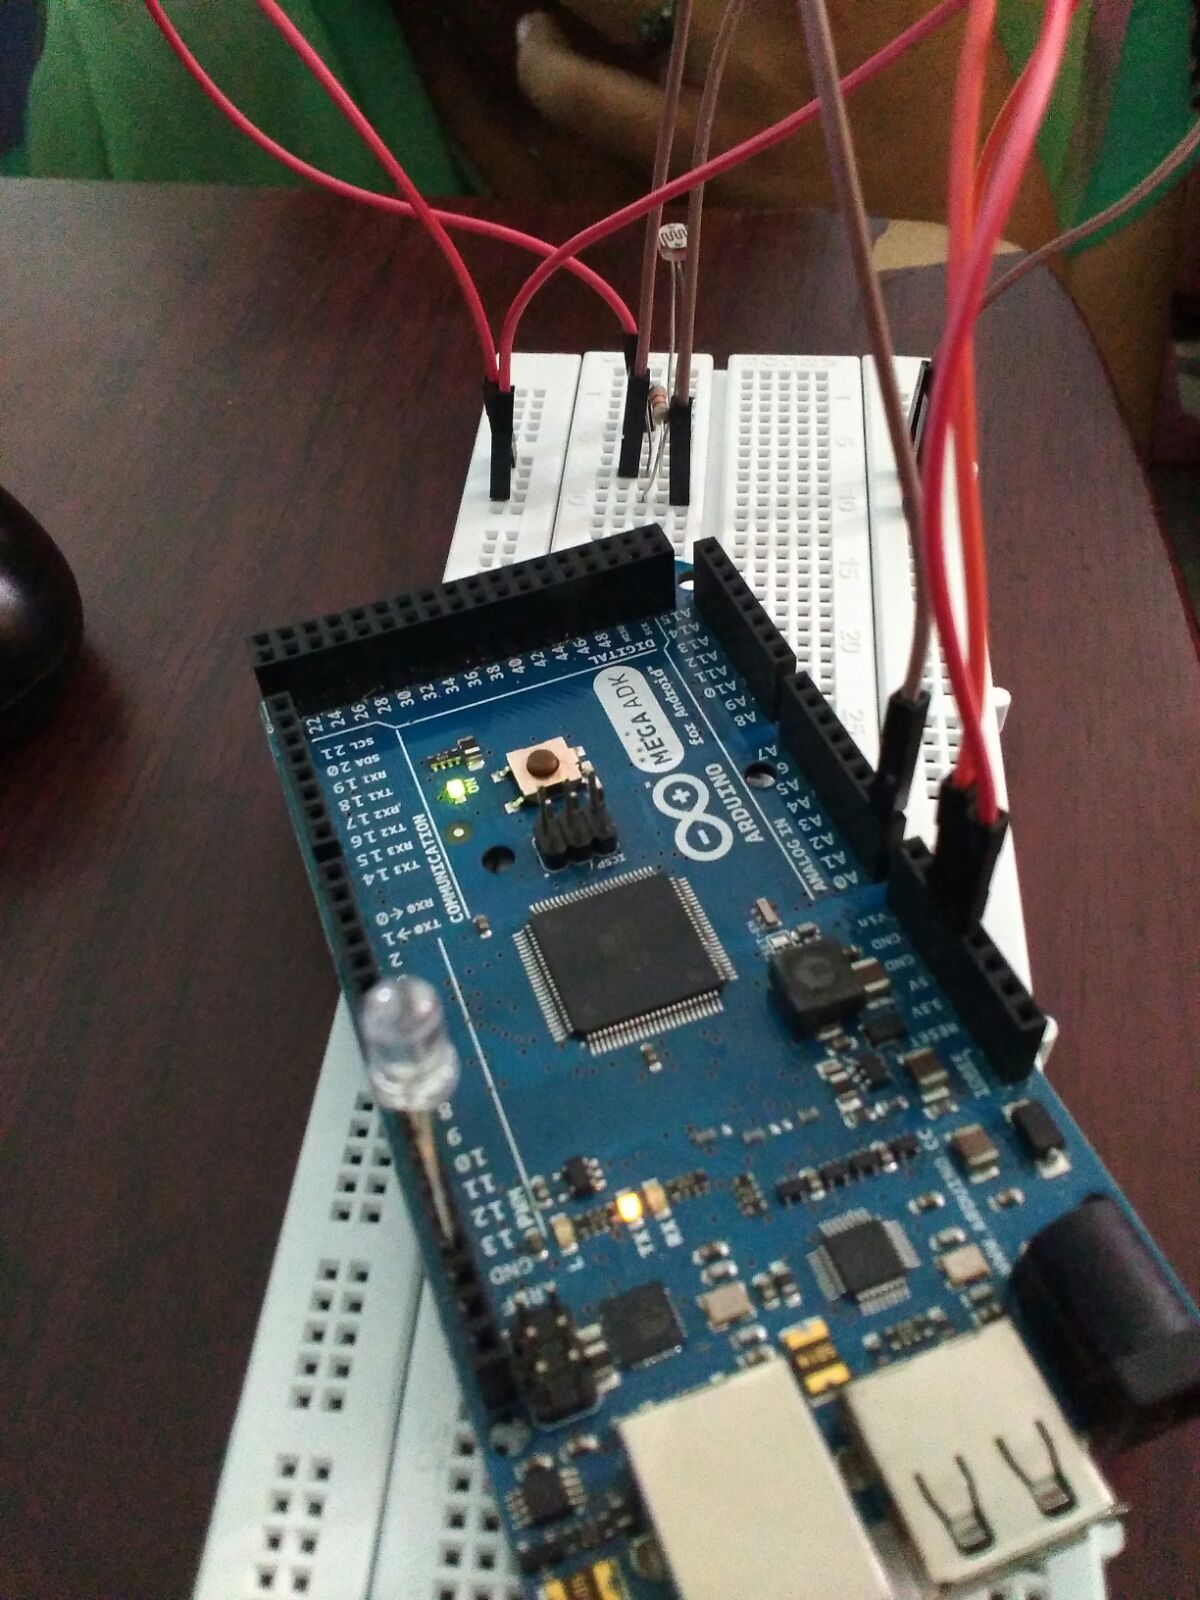 MEGA ADK
for Android™
ARDUINO
DIGITAL
22
24
26
28
30
32
34
36
38
40
42
44
46
48
A15
A14
A13
A12
A11
A10
A9
A8
A7
A6
A5
A4
A3
A2
A1
A0
ANALOG IN
SCL 21
SDA 20
RX1 19
TX1 18
RX2 17
TX2 16
RX3 15
TX3 14
COMMUNICATION
RX0←0
TX0→1
2
8
9
10
11
12
13
GND
AREF
PWM
ON
ICSP
Vin
GND
GND
5V
3.3V
RESET
IOREF
TX
RX
L
5
10
15
20
25